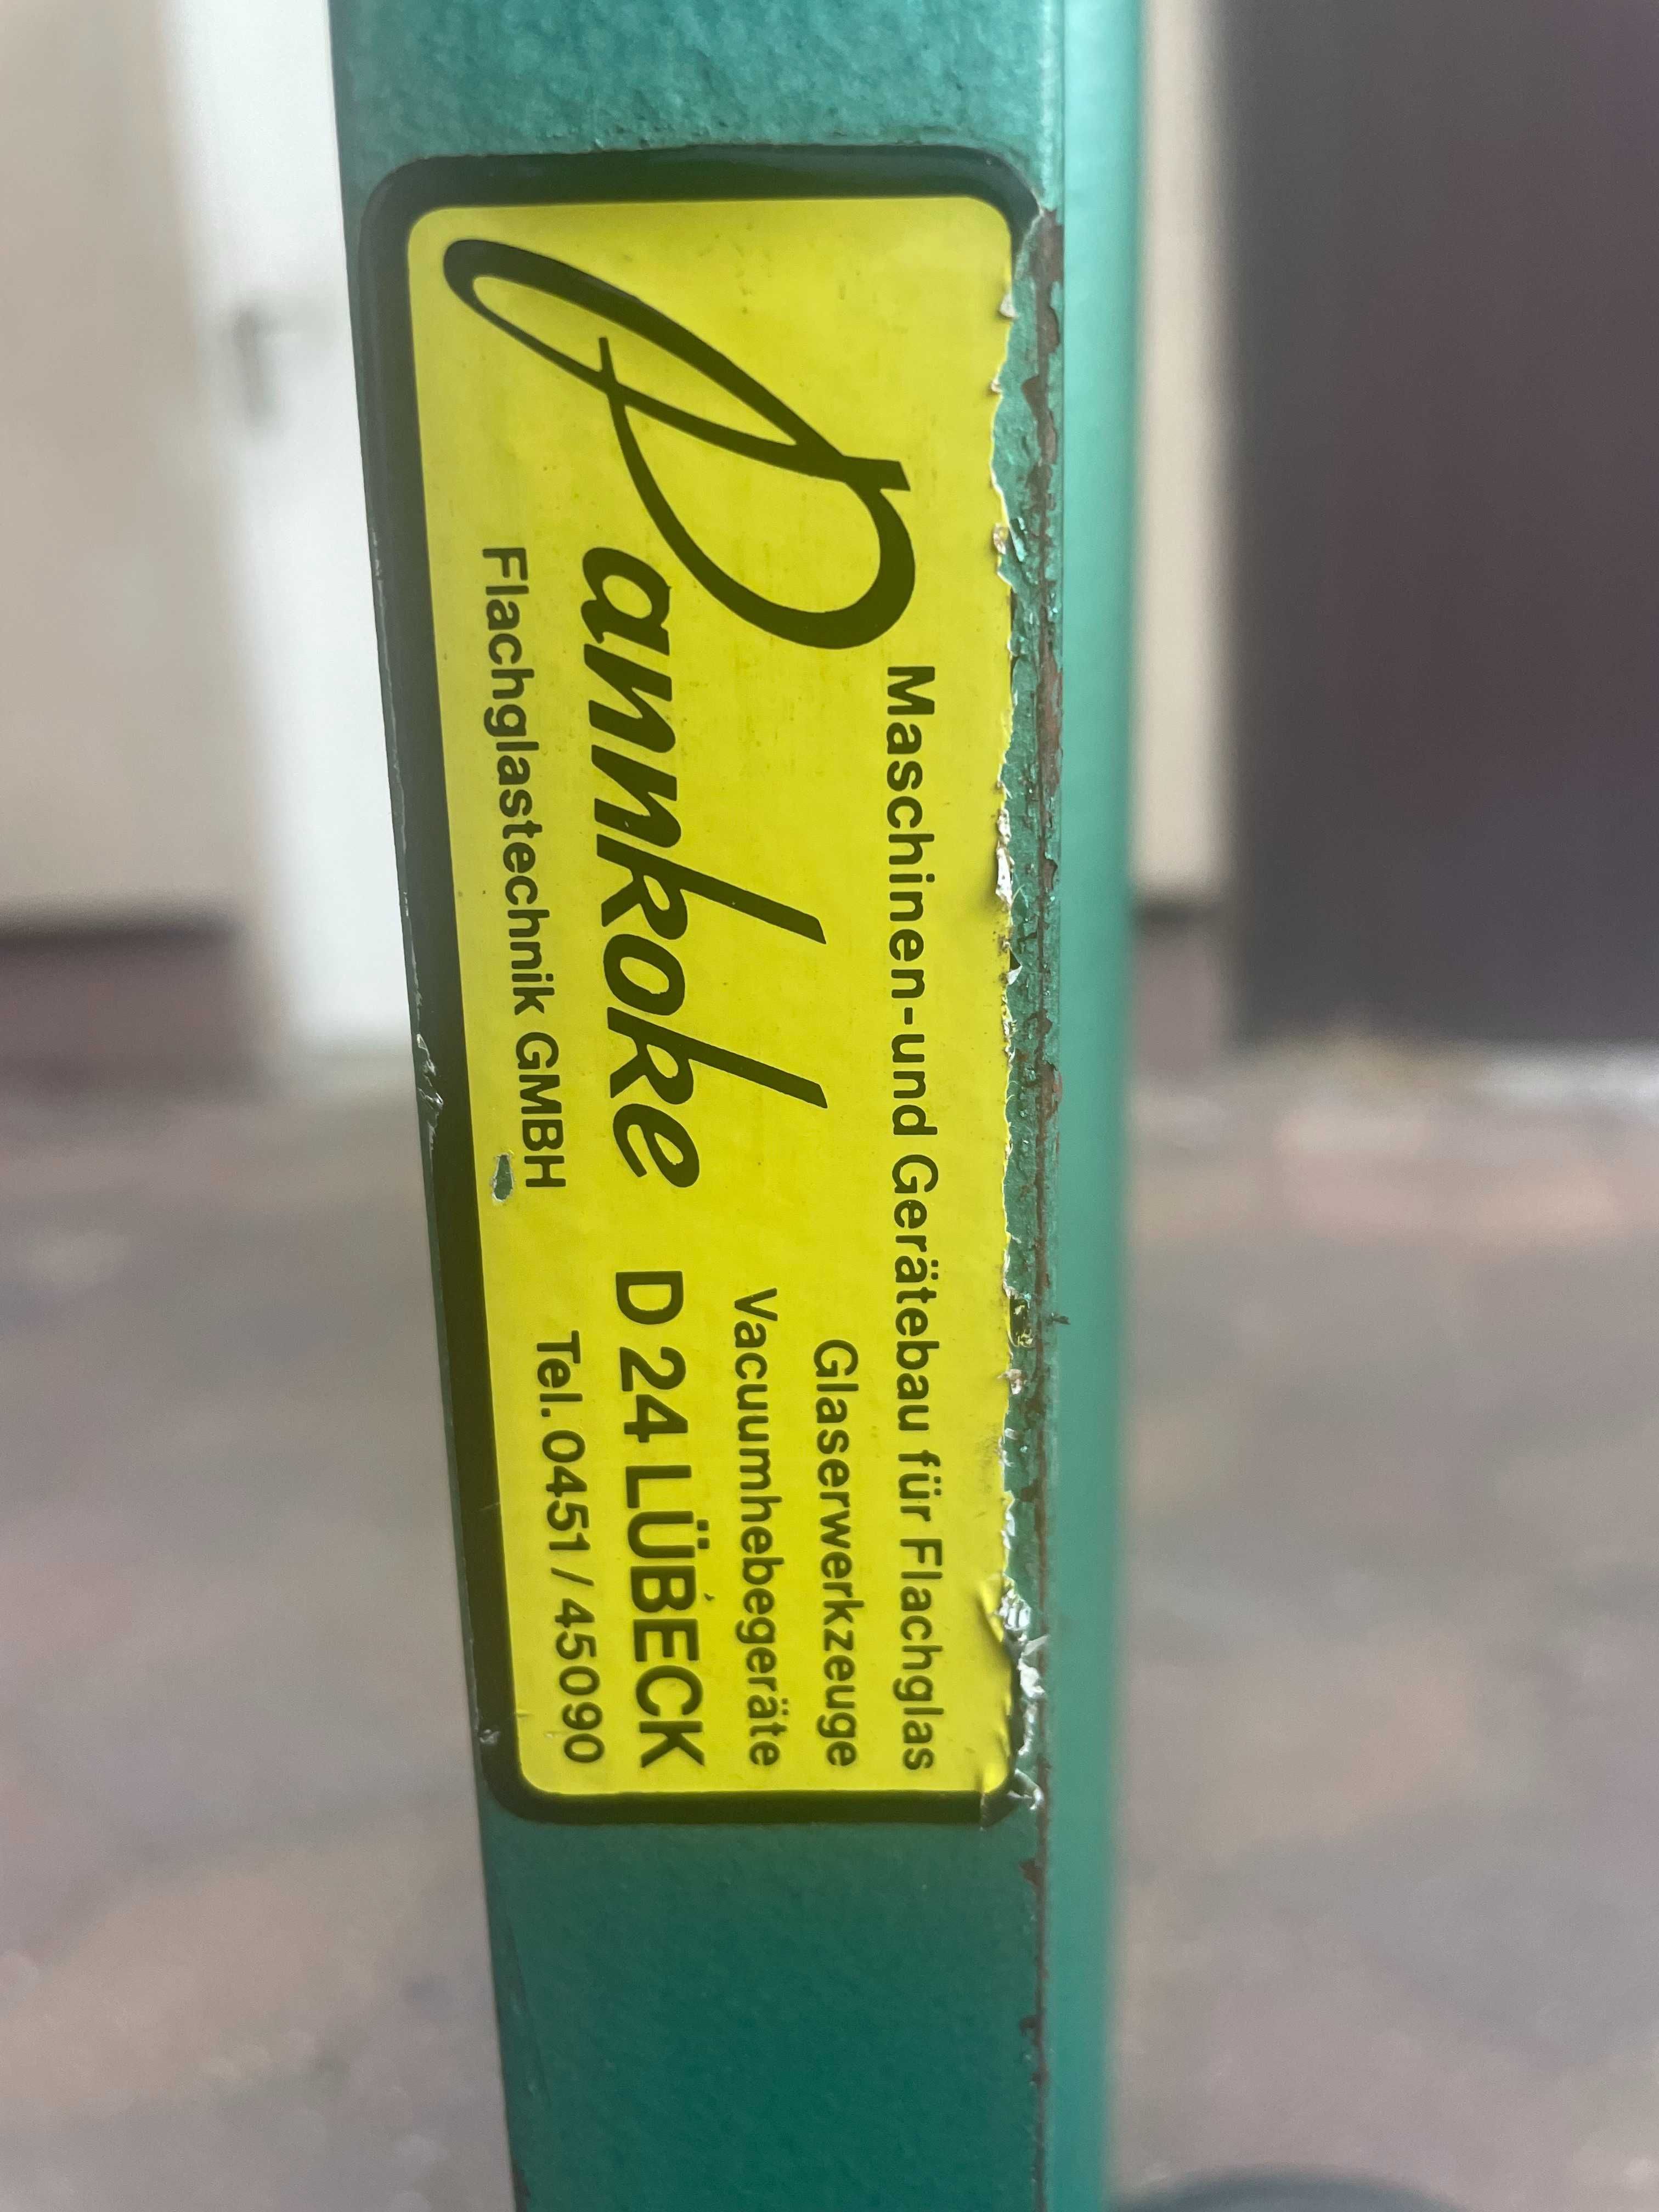 Maschinen-und Gerätebau für Flachglas
Glaserwerkzeuge
Vacuumhebegeräte
Pannkoke D 24 LÜBECK
Flachglastechnik GMBH Tel. 0451 / 45090